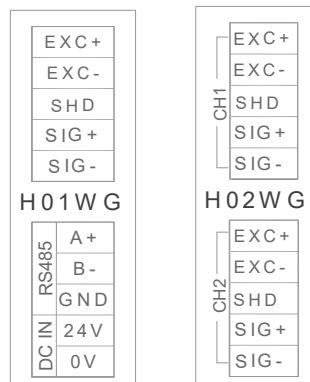 EXC+
EXC-
SHD
SIG+
SIG-
H01WG
RS485
A+
B-
GND
DC IN
24V
0V
CH1
EXC+
EXC-
SHD
SIG+
SIG-
H02WG
CH2
EXC+
EXC-
SHD
SIG+
SIG-